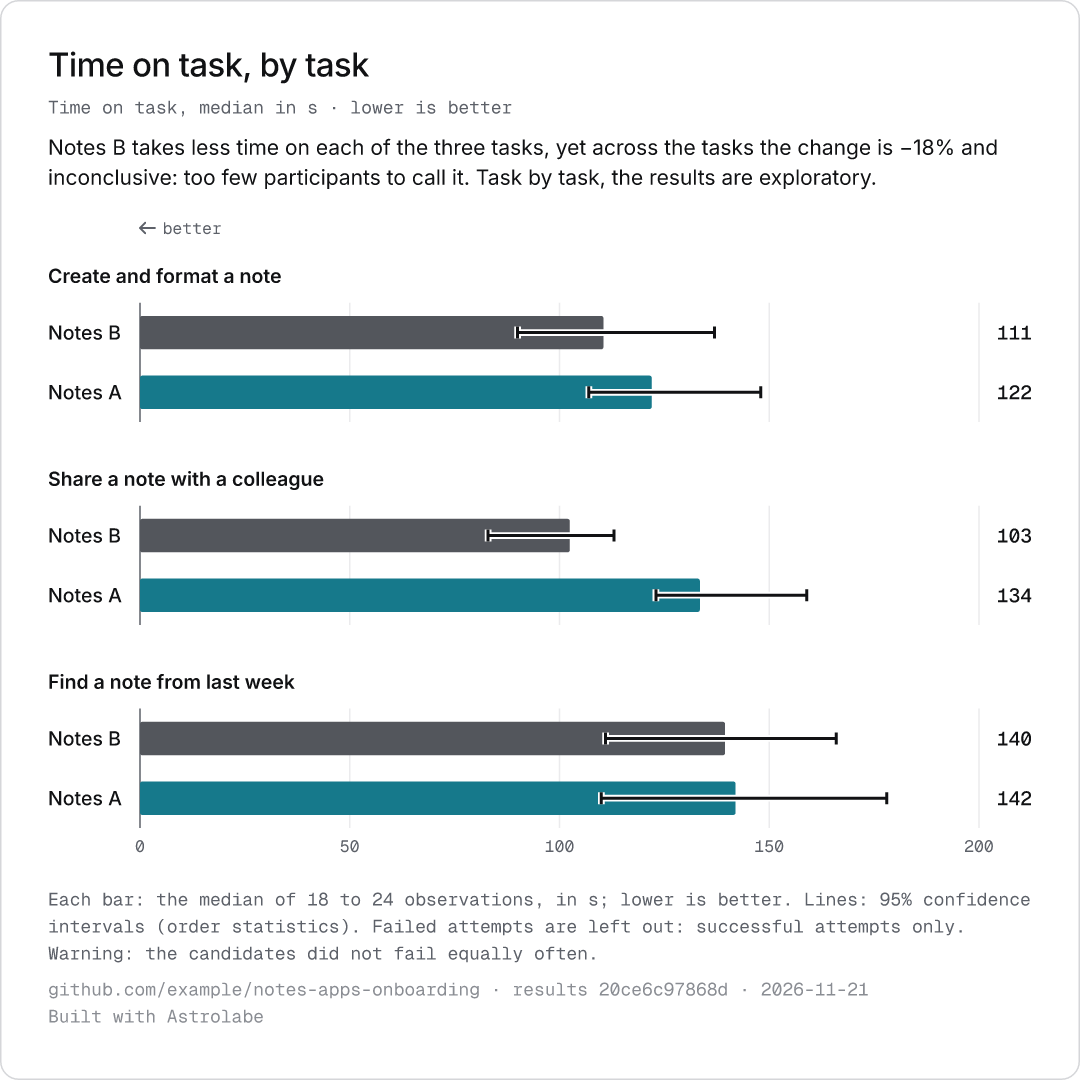 Time on task, by task
Time on task, median in s · lower is better
Notes B takes less time on each of the three tasks, yet across the tasks the change is −18% and
inconclusive: too few participants to call it. Task by task, the results are exploratory.
← better
Create and format a note
Notes B 111
Notes A 122
Share a note with a colleague
Notes B 103
Notes A 134
Find a note from last week
Notes B 140
Notes A 142
0 50 100 150 200
Each bar: the median of 18 to 24 observations, in s; lower is better. Lines: 95% confidence
intervals (order statistics). Failed attempts are left out: successful attempts only.
Warning: the candidates did not fail equally often.
github.com/example/notes-apps-onboarding · results 20ce6c97868d · 2026-11-21
Built with Astrolabe